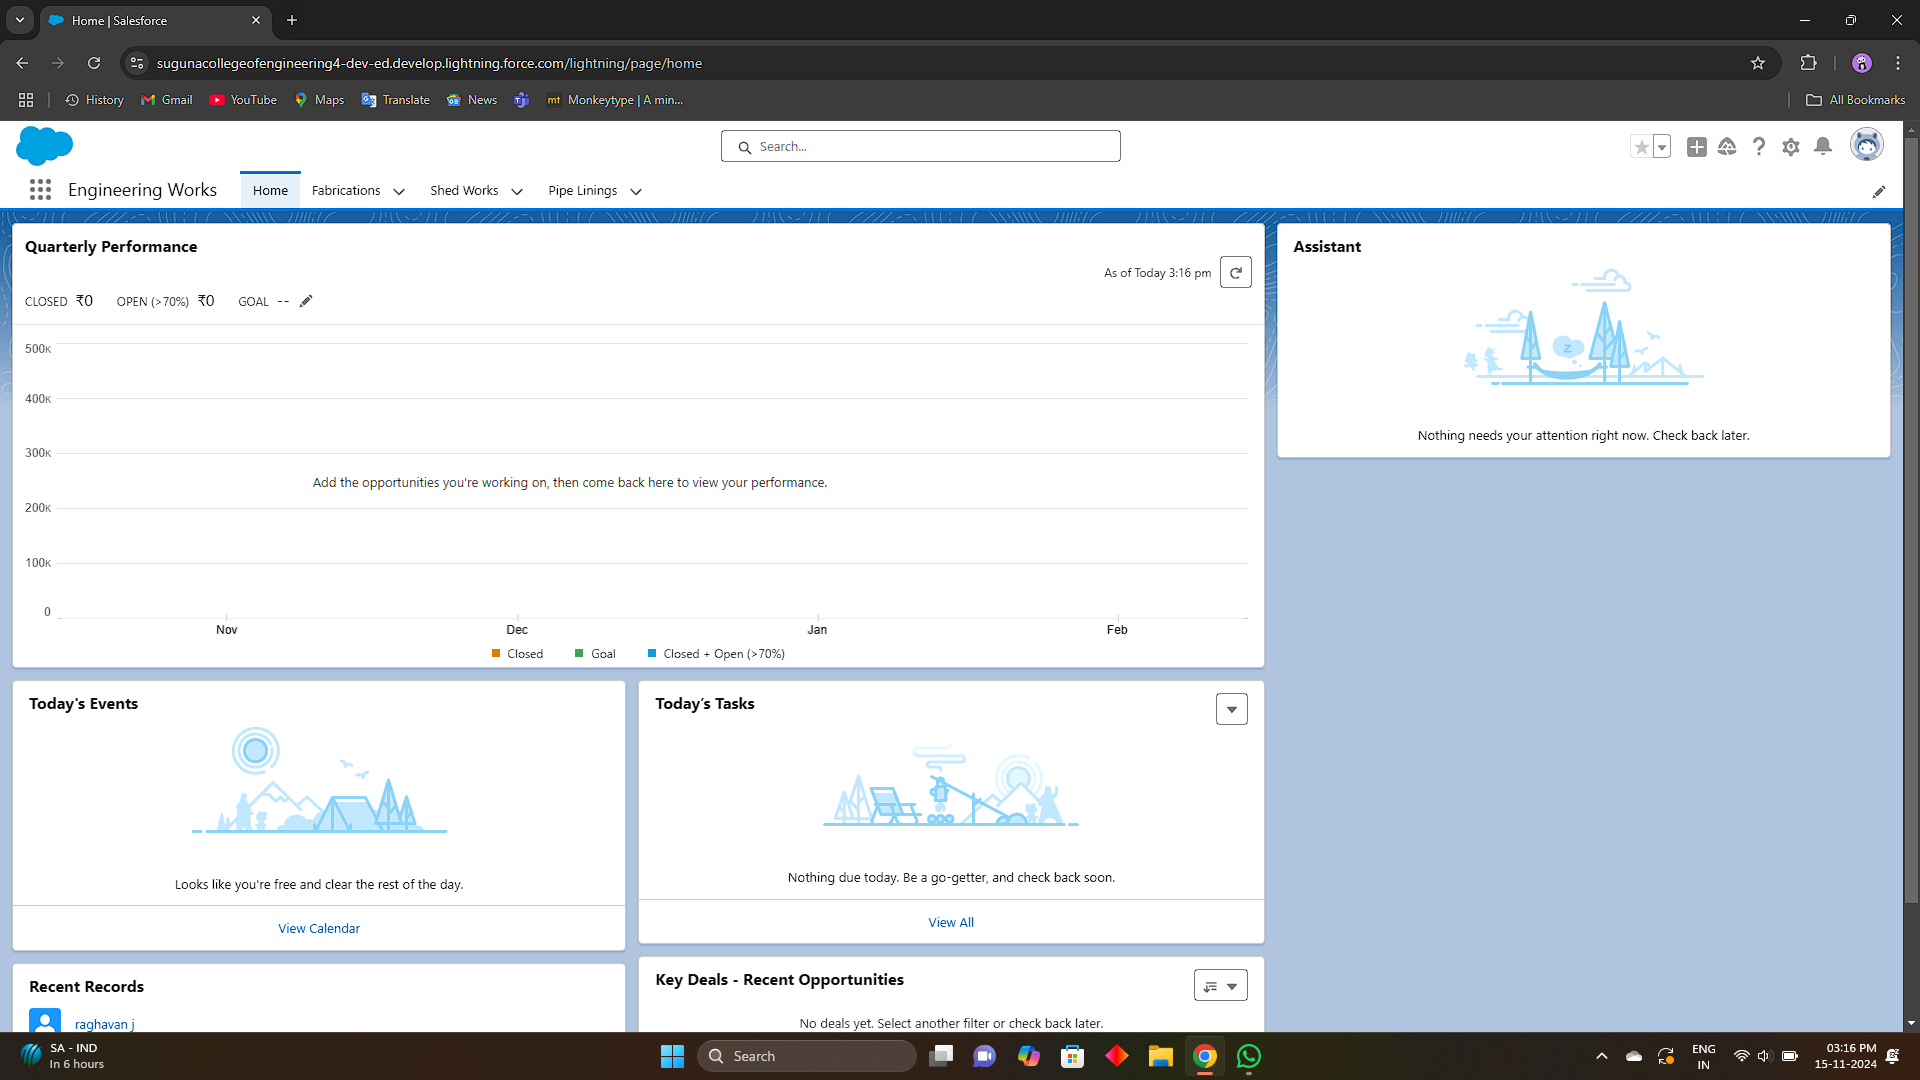 Home | Salesforce
sugunacollegeofengineering4-dev-ed.develop.lightning.force.com/lightning/page/home
History
Gmail
YouTube
Maps
Translate
News
mt Monkeytype | A min...
All Bookmarks
Search...
Engineering Works
Home
Fabrications
Shed Works
Pipe Linings
Quarterly Performance
As of Today 3:16 pm
CLOSED ₹0 OPEN (>70%) ₹0 GOAL --
500K
400K
300K
Add the opportunities you're working on, then come back here to view your performance.
200K
100K
0
Nov Dec Jan Feb
Closed Goal Closed + Open (>70%)
Assistant
z
Nothing needs your attention right now. Check back later.
Today's Events
Looks like you're free and clear the rest of the day.
View Calendar
Today’s Tasks
Nothing due today. Be a go-getter, and check back soon.
View All
Recent Records
raghavan j
Key Deals - Recent Opportunities
No deals yet. Select another filter or check back later.
SA - IND
In 6 hours
Search
ENG
IN
03:16 PM
15-11-2024